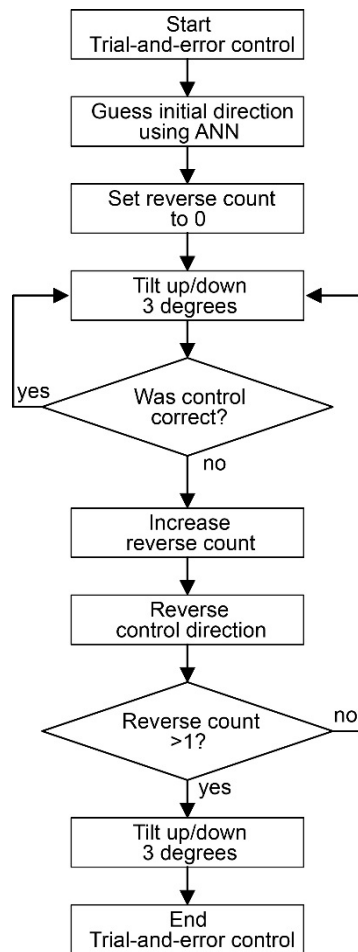 Start
Trial-and-error control
Guess initial direction
using ANN
Set reverse count
to 0
Tilt up/down
3 degrees
yes
Was control
correct?
no
Increase
reverse count
Reverse
control direction
Reverse count
>1?
no
yes
Tilt up/down
3 degrees
End
Trial-and-error control